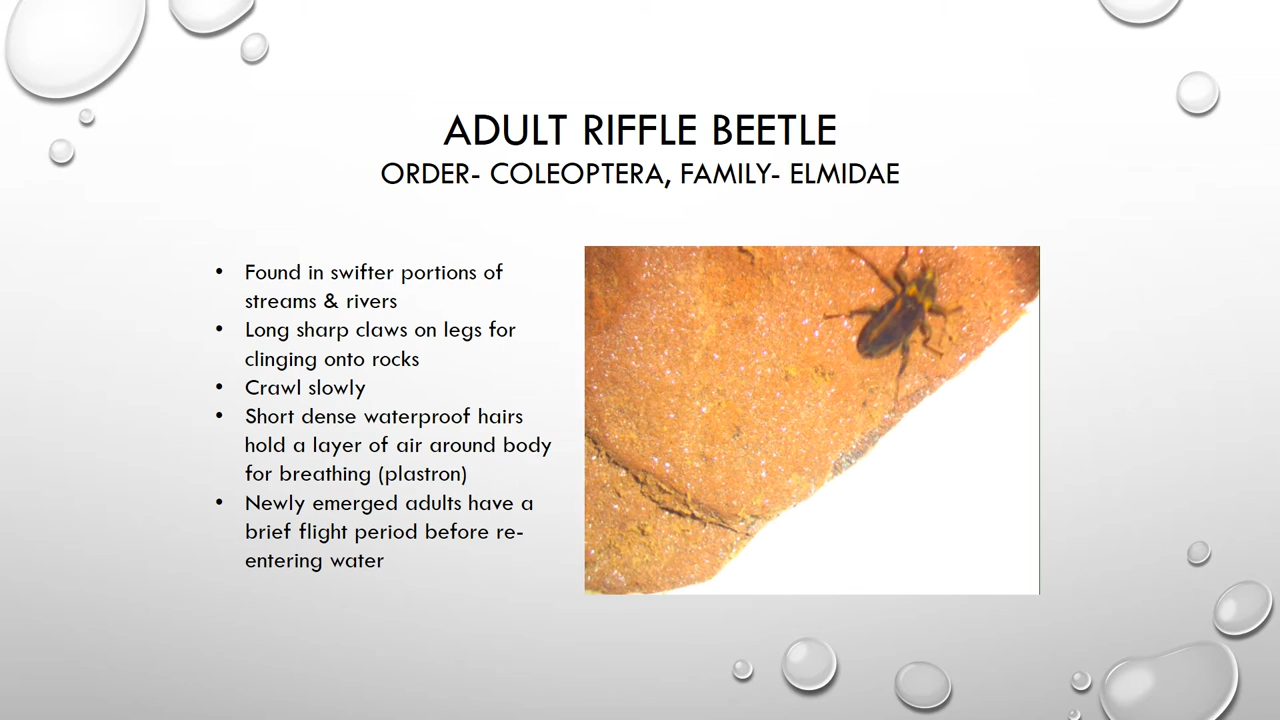 ADULT RIFFLE BEETLE
ORDER- COLEOPTERA, FAMILY- ELMIDAE
• Found in swifter portions of
streams & rivers
• Long sharp claws on legs for
clinging onto rocks
• Crawl slowly
• Short dense waterproof hairs
hold a layer of air around body
for breathing (plastron)
• Newly emerged adults have a
brief flight period before re-
entering water